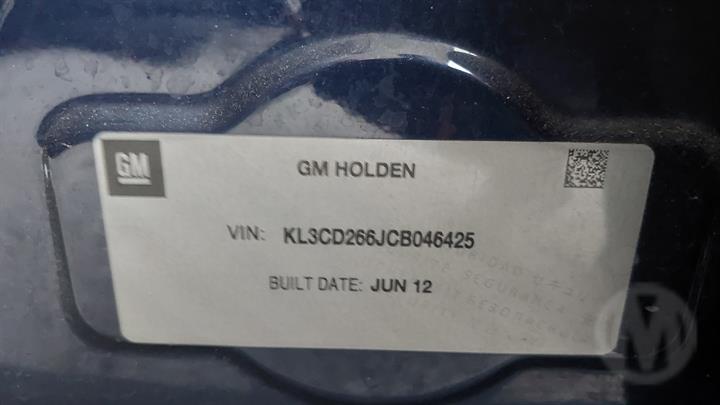 GM
GM HOLDEN
VIN: KL3CD266JCB046425
BUILT DATE: JUN 12